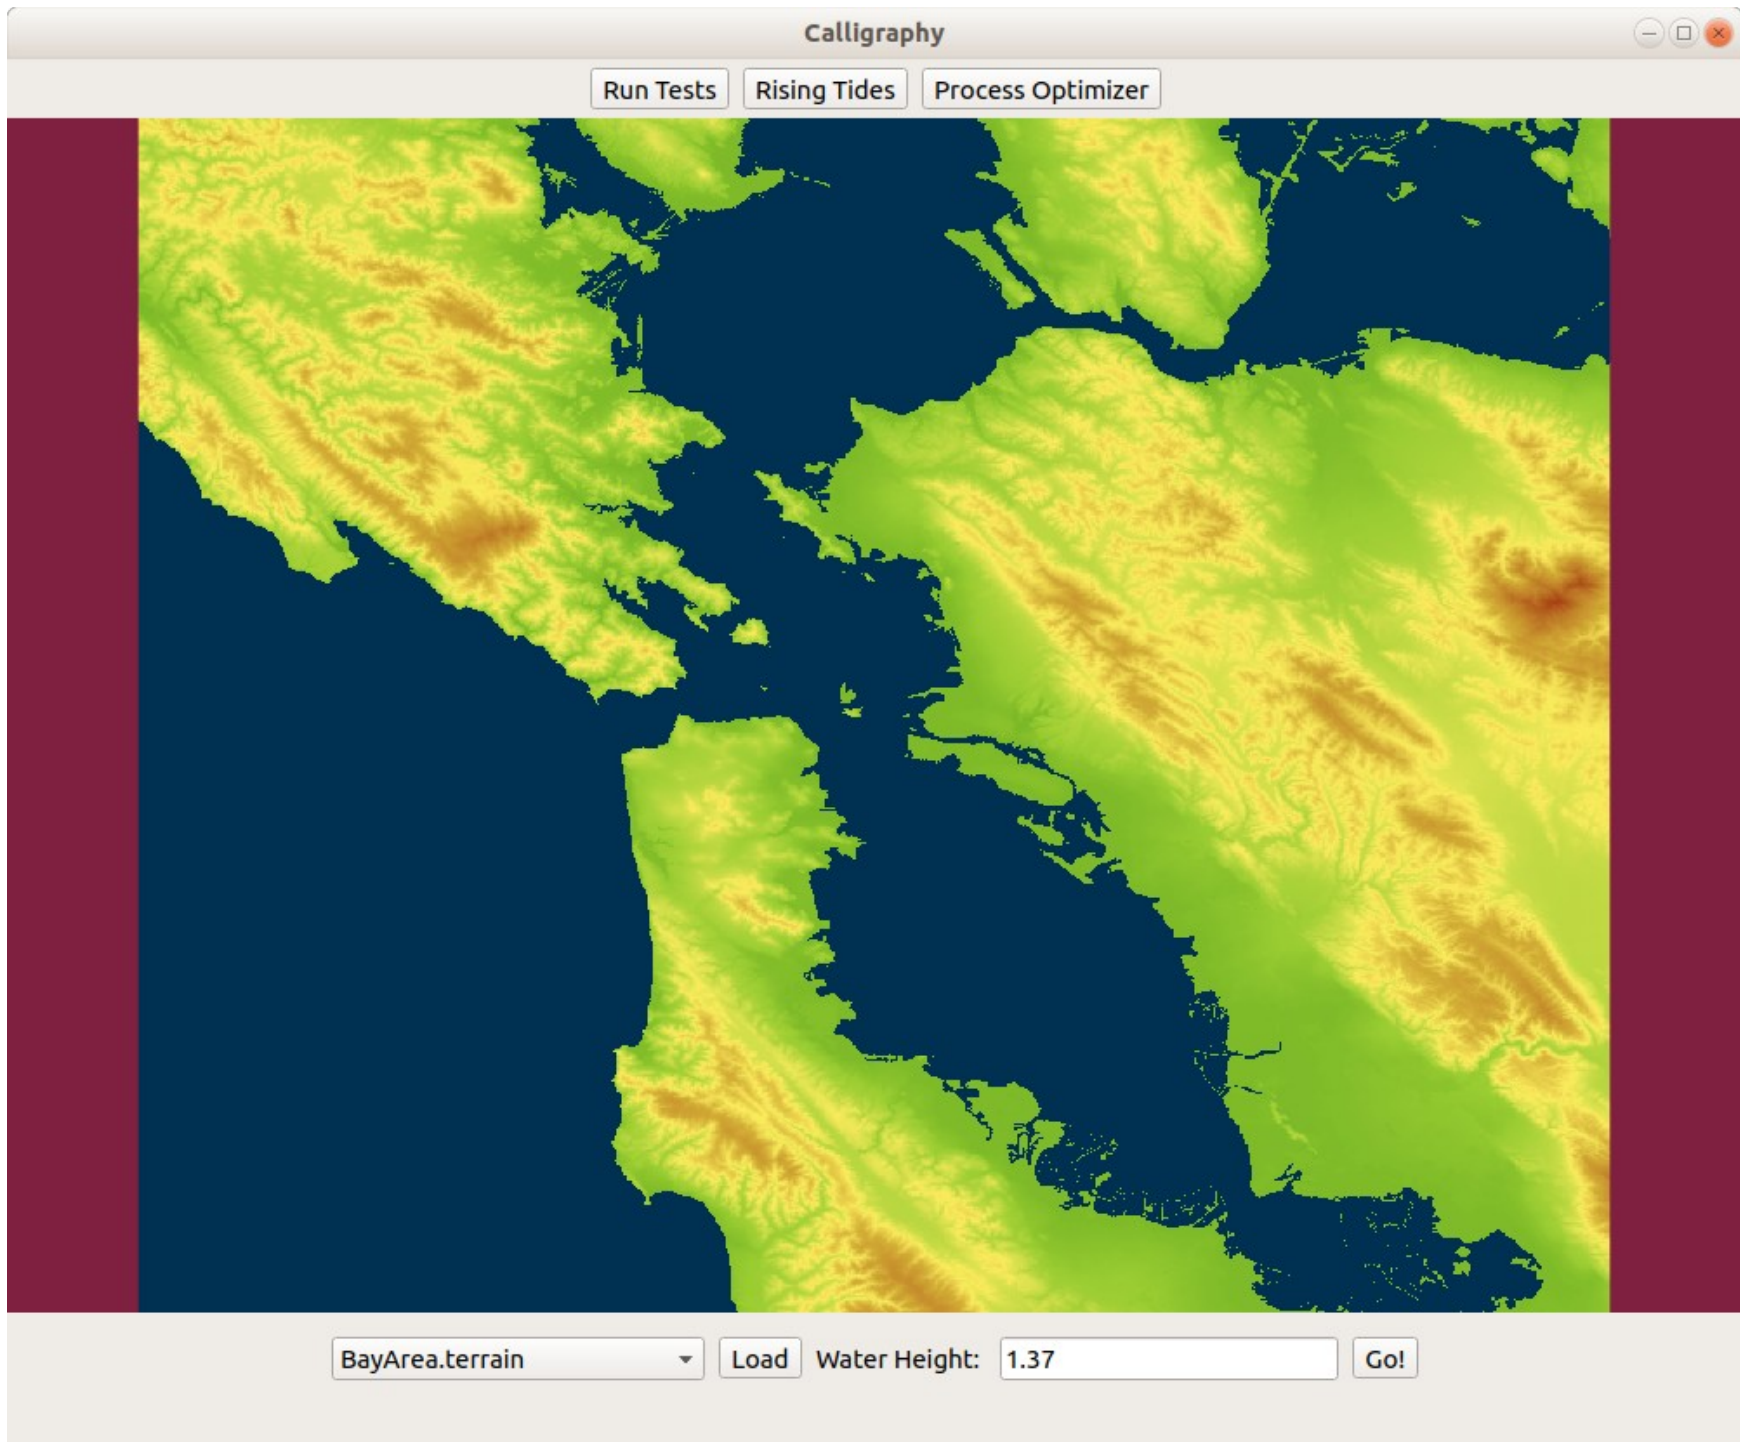 Calligraphy
Run Tests Rising Tides Process Optimizer
BayArea.terrain Load Water Height: 1.37 Go!